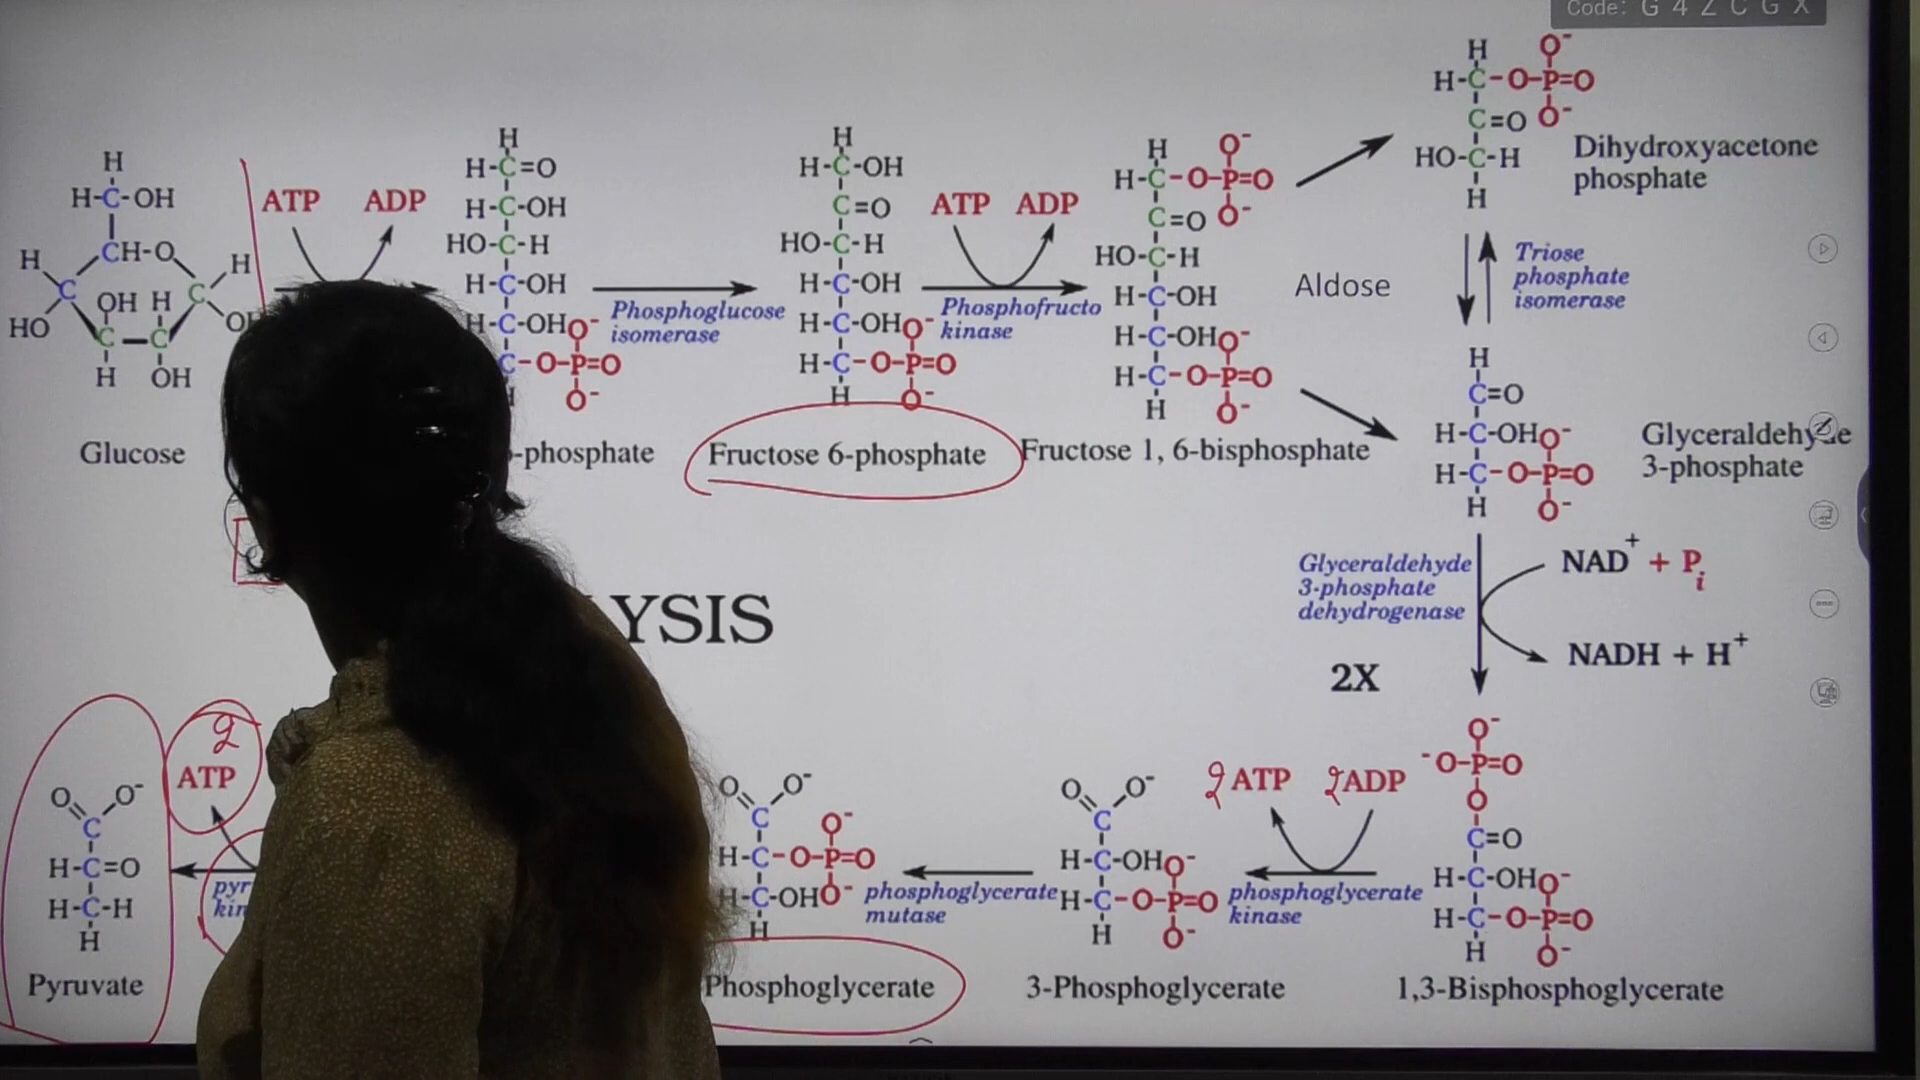 Code: G 4 Z C G X
H O⁻
H-C-O-P=O
C=O O⁻
HO-C-H
H
Dihydroxyacetone
phosphate
H
H-C-OH
CH-O
H H
C C
OH H
HO
C C
H OH
Glucose
ATP ADP
H
H-C=O
H-C-OH
HO-C-H
H-C-OH
H-C-OH O⁻
C-O-P=O
O⁻
-phosphate
Phosphoglucose
isomerase
H
H-C-OH
C=O
HO-C-H
H-C-OH
H-C-OH O⁻
H-C-O-P=O
H O⁻
Fructose 6-phosphate
ATP ADP
Phosphofructo
kinase
H O⁻
H-C-O-P=O
C=O O⁻
HO-C-H
H-C-OH
H-C-OH O⁻
H-C-O-P=O
H O⁻
Fructose 1, 6-bisphosphate
Aldose
Triose
phosphate
isomerase
H
C=O
H-C-OH O⁻
H-C-O-P=O
H O⁻
Glyceraldehyde
3-phosphate
YSIS
Glyceraldehyde
3-phosphate
dehydrogenase
NAD⁺ + Pi
NADH + H⁺
2X
O⁻
⁻O-P=O
O
C=O
H-C-OH O⁻
H-C-O-P=O
H O⁻
1,3-Bisphosphoglycerate
2 ATP 2 ADP
phosphoglycerate
kinase
O O⁻
C
H-C-OH O⁻
H-C-O-P=O
H O⁻
3-Phosphoglycerate
phosphoglycerate
mutase
O O⁻
C O⁻
H-C-O-P=O
H-C-OH O⁻
H
Phosphoglycerate
2
ATP
pyr
kin
O O⁻
C
H-C=O
H-C-H
H
Pyruvate